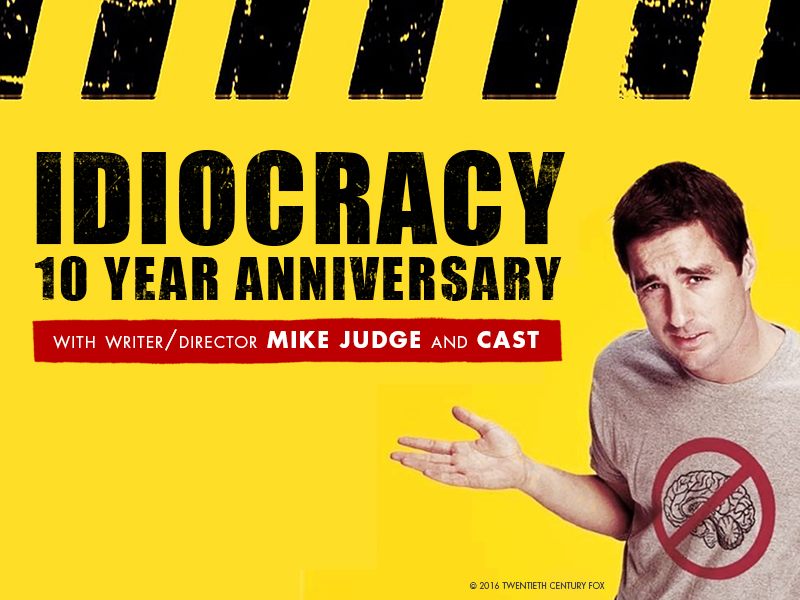 IDIOCRACY
10 YEAR ANNIVERSARY
WITH WRITER/DIRECTOR MIKE JUDGE AND CAST
© 2016 TWENTIETH CENTURY FOX